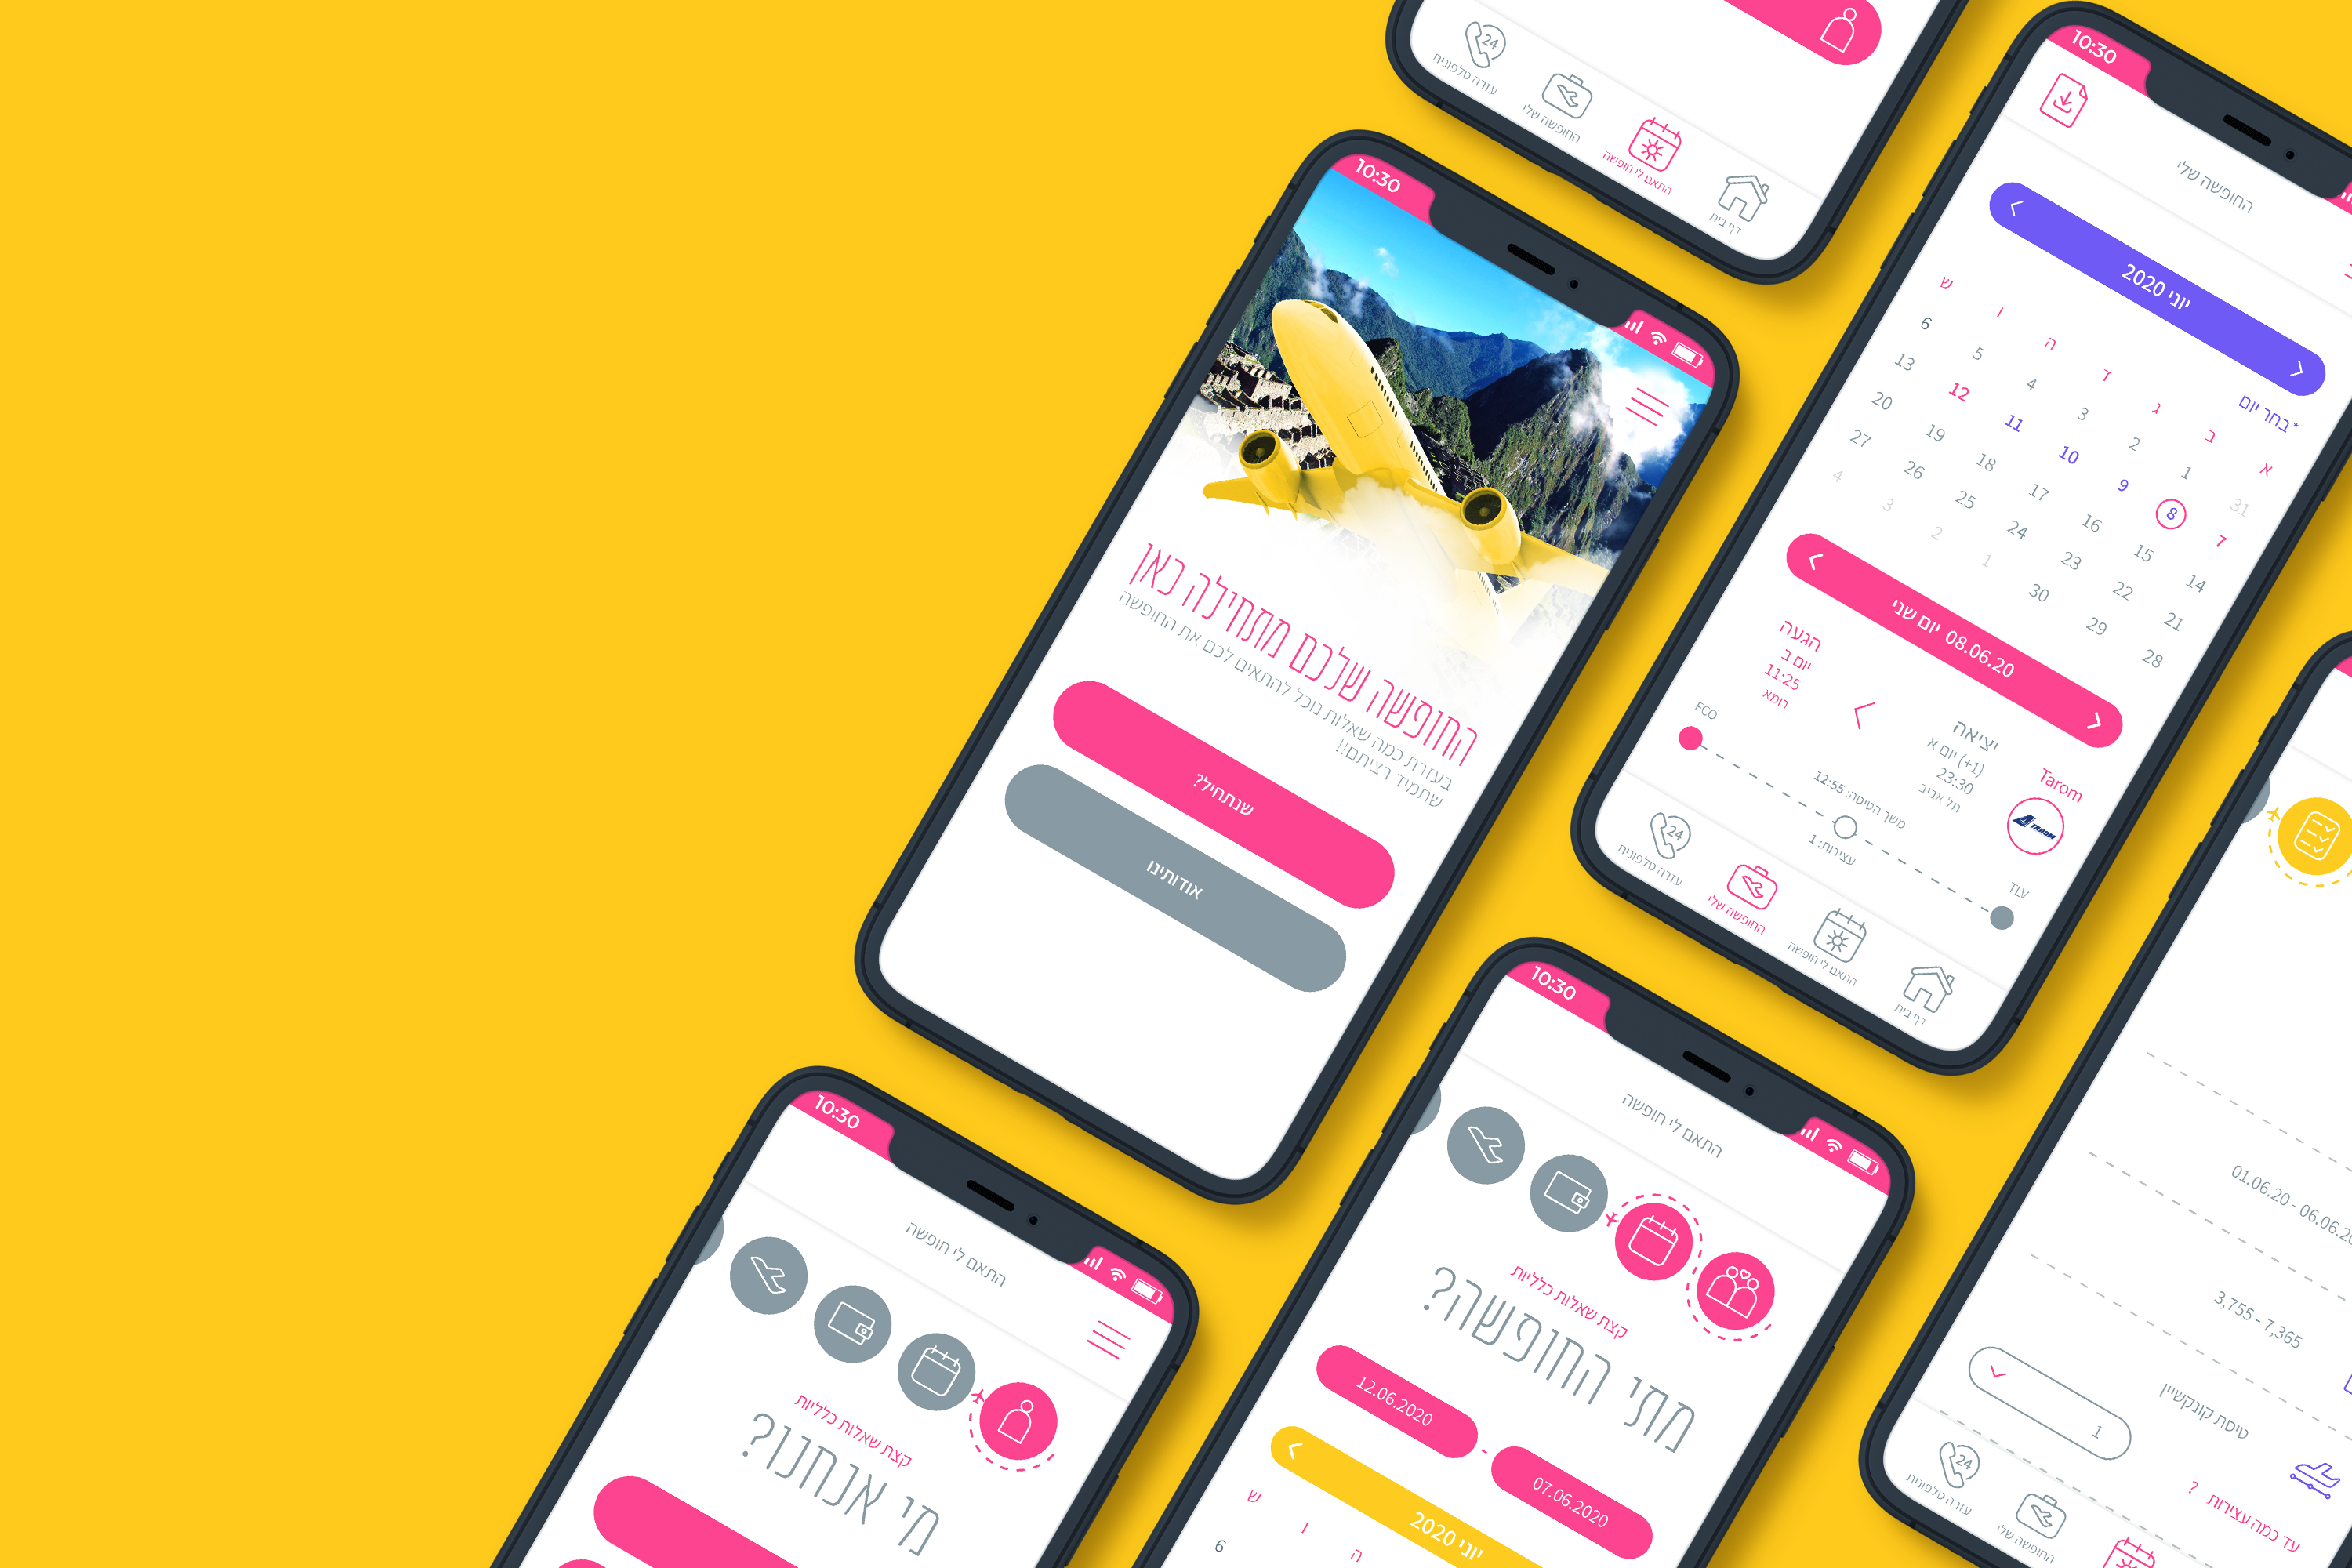 עזרה טלפונית
החופשה שלי
התאם לי חופשה
דף בית
10:30
החופשה שלכם מתחילה כאן
בעזרת כמה שאלות נוכל להתאים לכם את החופשה
שתמיד רציתם!!
שנתחיל?
אודותינו
10:30
החופשה שלי
יוני 2020
* בחר יום
א ב ג ד ה ו ש
31 1 2 3 4 5 6
7 8 9 10 11 12 13
14 15 16 17 18 19 20
21 22 23 24 25 26 27
28 29 30 1 2 3 4
08.06.20 יום שני
Tarom
TAROM
יציאה
(+1) יום א
23:30
תל אביב
הגעה
יום ב
11:25
רומא
FCO
משך הטיסה: 12:55
עצירות: 1
TLV
24
עזרה טלפונית
החופשה שלי
התאם לי חופשה
דף בית
10:30
התאם לי חופשה
קצת שאלות כלליות
מי אנחנו?
10:30
התאם לי חופשה
קצת שאלות כלליות
מתי החופשה?
07.06.2020 - 12.06.2020
יוני 2020
ה ו ש
6
01.06.20 - 06.06.2
3,755 - 7,365
טיסת קונקשיין
1
עד כמה עצירות ?
24
עזרה טלפונית
החופשה שלי
24